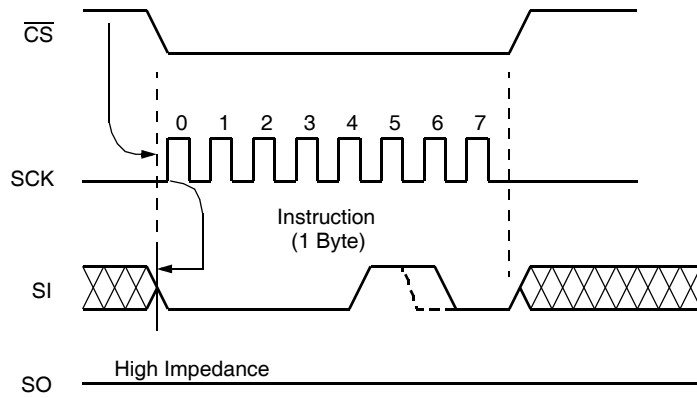 CS
0 1 2 3 4 5 6 7
SCK
Instruction
(1 Byte)
SI
High Impedance
SO